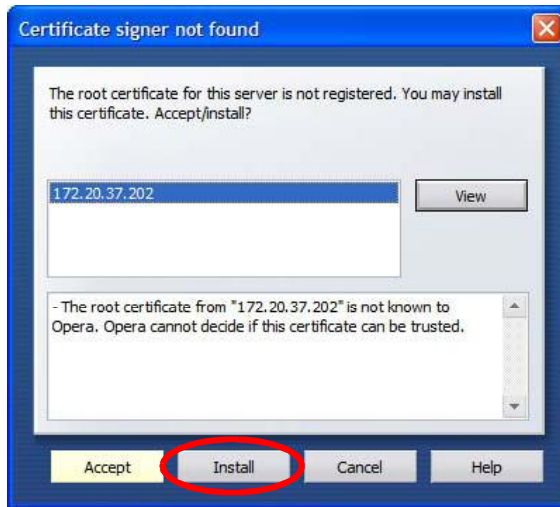 Certificate signer not found
The root certificate for this server is not registered. You may install
this certificate. Accept/install?
172.20.37.202
View
- The root certificate from "172.20.37.202" is not known to
Opera. Opera cannot decide if this certificate can be trusted.
Accept Install Cancel Help